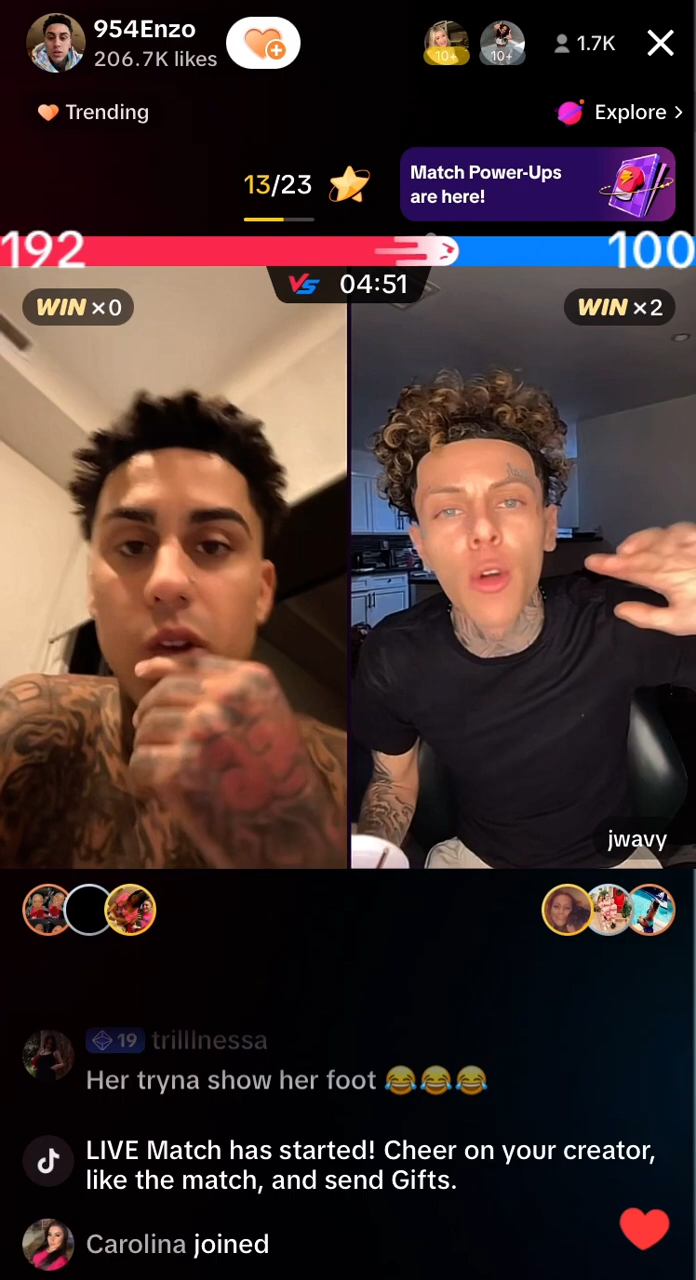 954Enzo
206.7K likes
10+
10+
1.7K
Trending
Explore >
13/23
Match Power-Ups
are here!
192
100
VS 04:51
WIN ×0
WIN ×2
jwavy
19 trilllnessa
Her tryna show her foot 😂😂😂
LIVE Match has started! Cheer on your creator,
like the match, and send Gifts.
Carolina joined